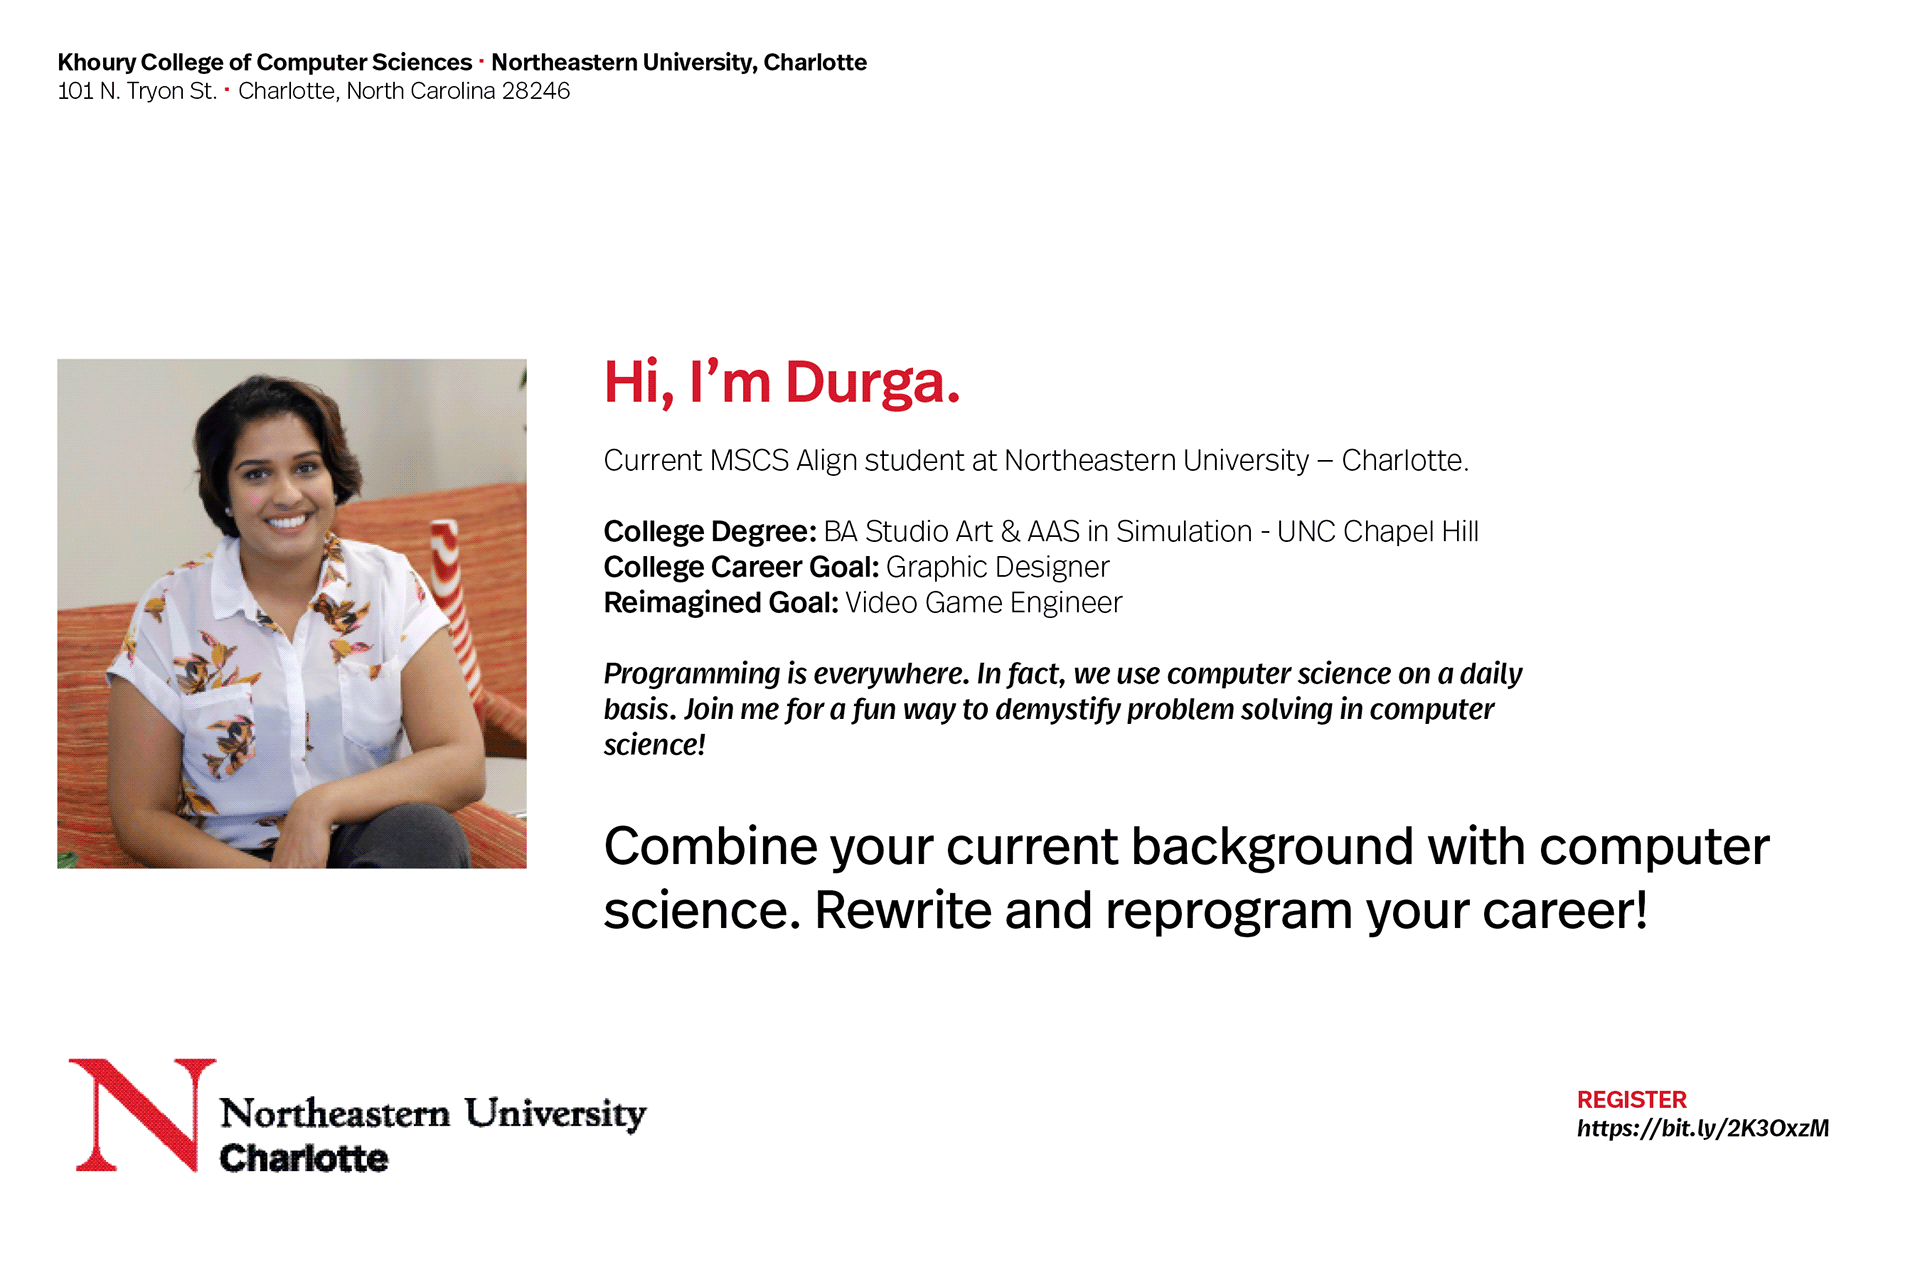 Khoury College of Computer Sciences · Northeastern University, Charlotte
101 N. Tryon St. · Charlotte, North Carolina 28246
Hi, I’m Durga.
Current MSCS Align student at Northeastern University – Charlotte.
College Degree: BA Studio Art & AAS in Simulation - UNC Chapel Hill
College Career Goal: Graphic Designer
Reimagined Goal: Video Game Engineer
Programming is everywhere. In fact, we use computer science on a daily
basis. Join me for a fun way to demystify problem solving in computer
science!
Combine your current background with computer
science. Rewrite and reprogram your career!
N
Northeastern University
Charlotte
REGISTER
https://bit.ly/2K3OxzM